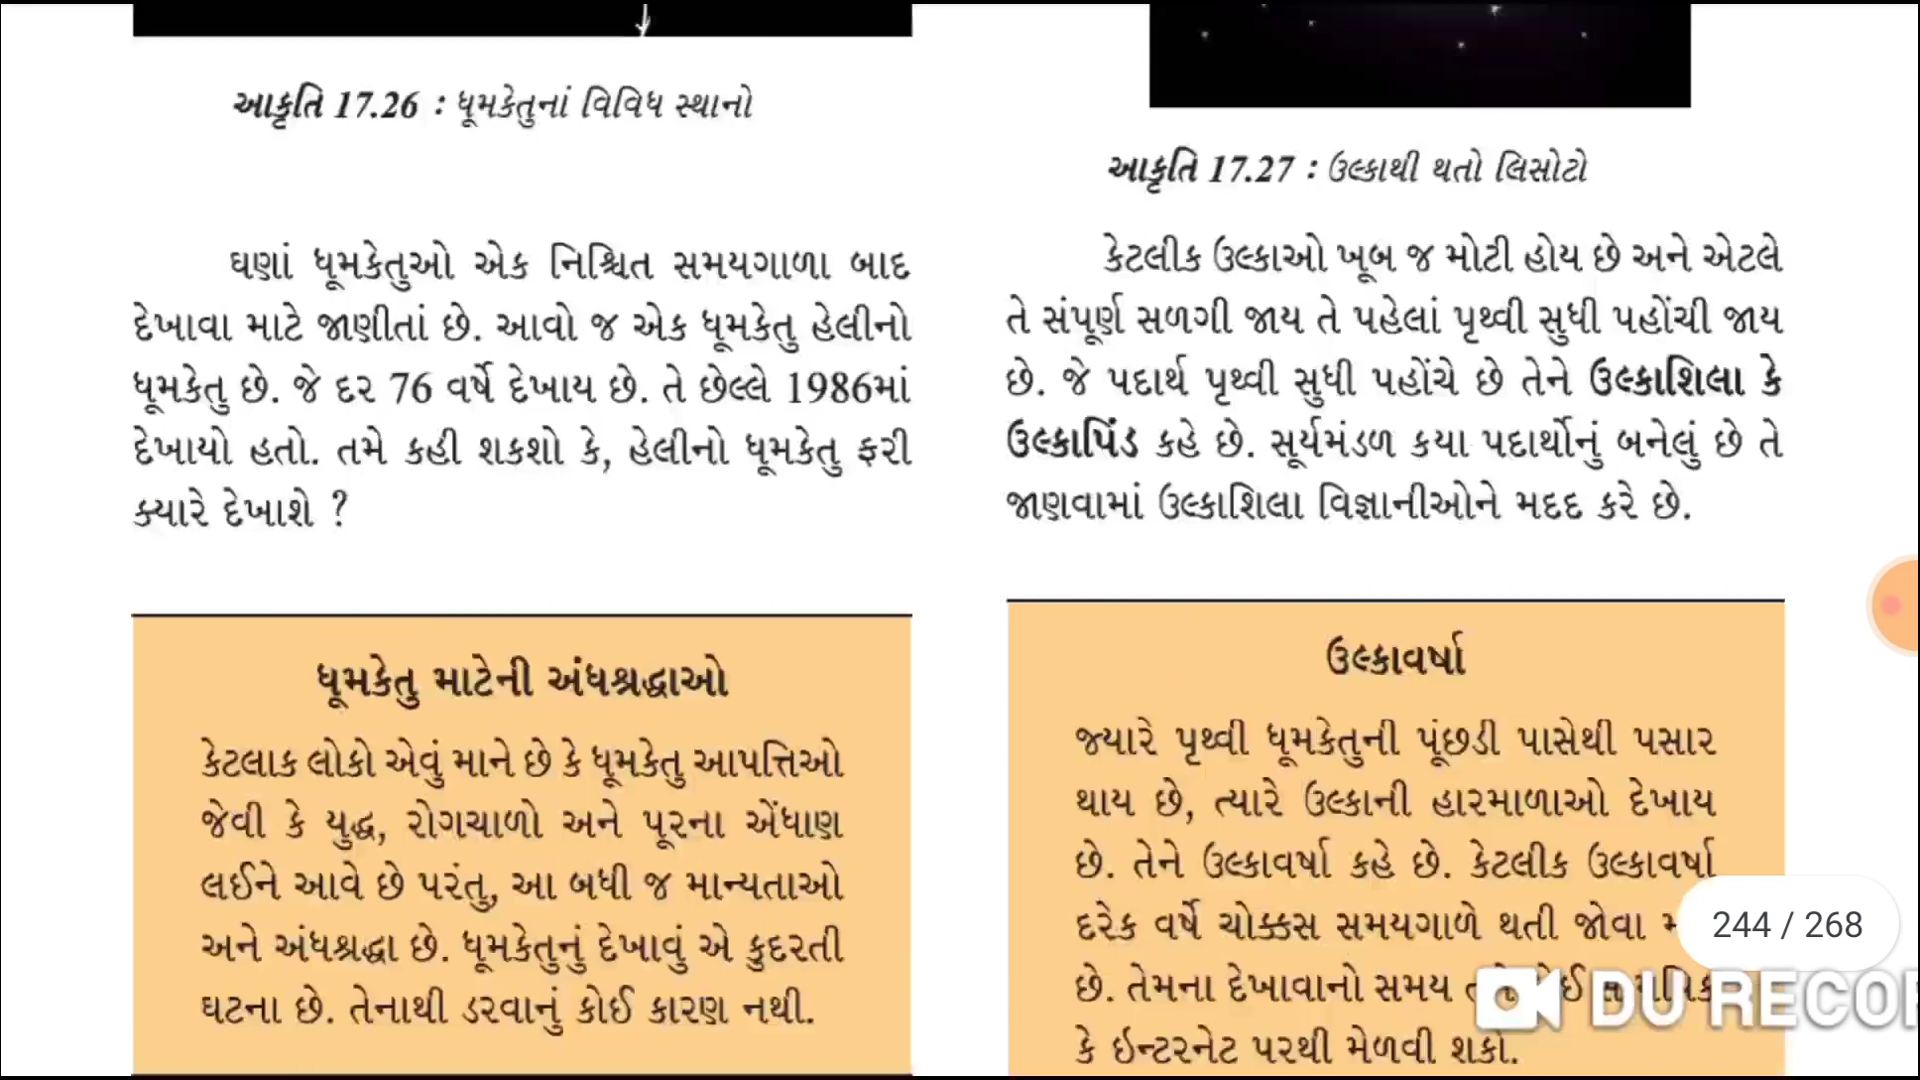 આકૃતિ 17.26 : ધૂમકેતુનાં વિવિધ સ્થાનો
ઘણાં ધૂમકેતુઓ એક નિશ્ચિત સમયગાળા બાદ
દેખાવા માટે જાણીતાં છે. આવો જ એક ધૂમકેતુ હેલીનો
ધૂમકેતુ છે. જે દર 76 વર્ષે દેખાય છે. તે છેલ્લે 1986માં
દેખાયો હતો. તમે કહી શકશો કે, હેલીનો ધૂમકેતુ ફરી
ક્યારે દેખાશે ?
ધૂમકેતુ માટેની અંધશ્રદ્ધાઓ
કેટલાક લોકો એવું માને છે કે ધૂમકેતુ આપત્તિઓ
જેવી કે યુદ્ધ, રોગચાળો અને પૂરના એંધાણ
લઈને આવે છે પરંતુ, આ બધી જ માન્યતાઓ
અને અંધશ્રદ્ધા છે. ધૂમકેતુનું દેખાવું એ કુદરતી
ઘટના છે. તેનાથી ડરવાનું કોઈ કારણ નથી.
આકૃતિ 17.27 : ઉલ્કાથી થતો લિસોટો
કેટલીક ઉલ્કાઓ ખૂબ જ મોટી હોય છે અને એટલે
તે સંપૂર્ણ સળગી જાય તે પહેલાં પૃથ્વી સુધી પહોંચી જાય
છે. જે પદાર્થ પૃથ્વી સુધી પહોંચે છે તેને ઉલ્કાશિલા કે
ઉલ્કાપિંડ કહે છે. સૂર્યમંડળ કયા પદાર્થોનું બનેલું છે તે
જાણવામાં ઉલ્કાશિલા વિજ્ઞાનીઓને મદદ કરે છે.
ઉલ્કાવર્ષા
જ્યારે પૃથ્વી ધૂમકેતુની પૂંછડી પાસેથી પસાર
થાય છે, ત્યારે ઉલ્કાની હારમાળાઓ દેખાય
છે. તેને ઉલ્કાવર્ષા કહે છે. કેટલીક ઉલ્કાવર્ષા
દરેક વર્ષે ચોક્કસ સમયગાળે થતી જોવા
છે. તેમના દેખાવાનો સમય
કે ઇન્ટરનેટ પરથી મેળવી શકો.
244 / 268
DU RECOR